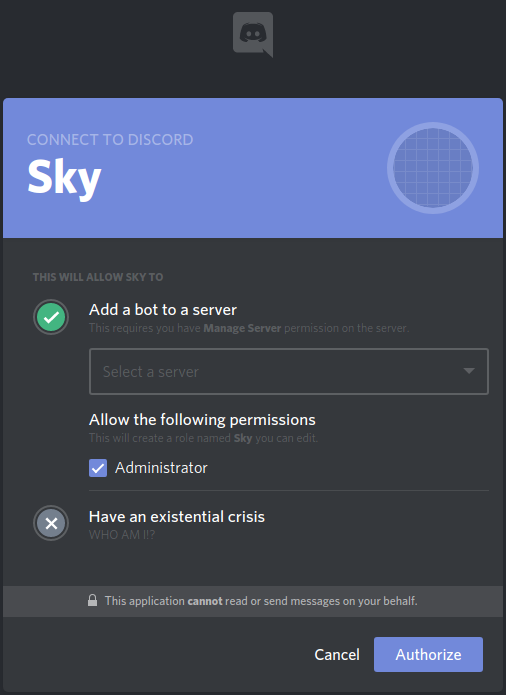 CONNECT TO DISCORD
Sky
THIS WILL ALLOW SKY TO
Add a bot to a server
This requires you have Manage Server permission on the server.
Select a server
Allow the following permissions
This will create a role named Sky you can edit.
Administrator
Have an existential crisis
WHO AM I!?
This application cannot read or send messages on your behalf.
Cancel
Authorize